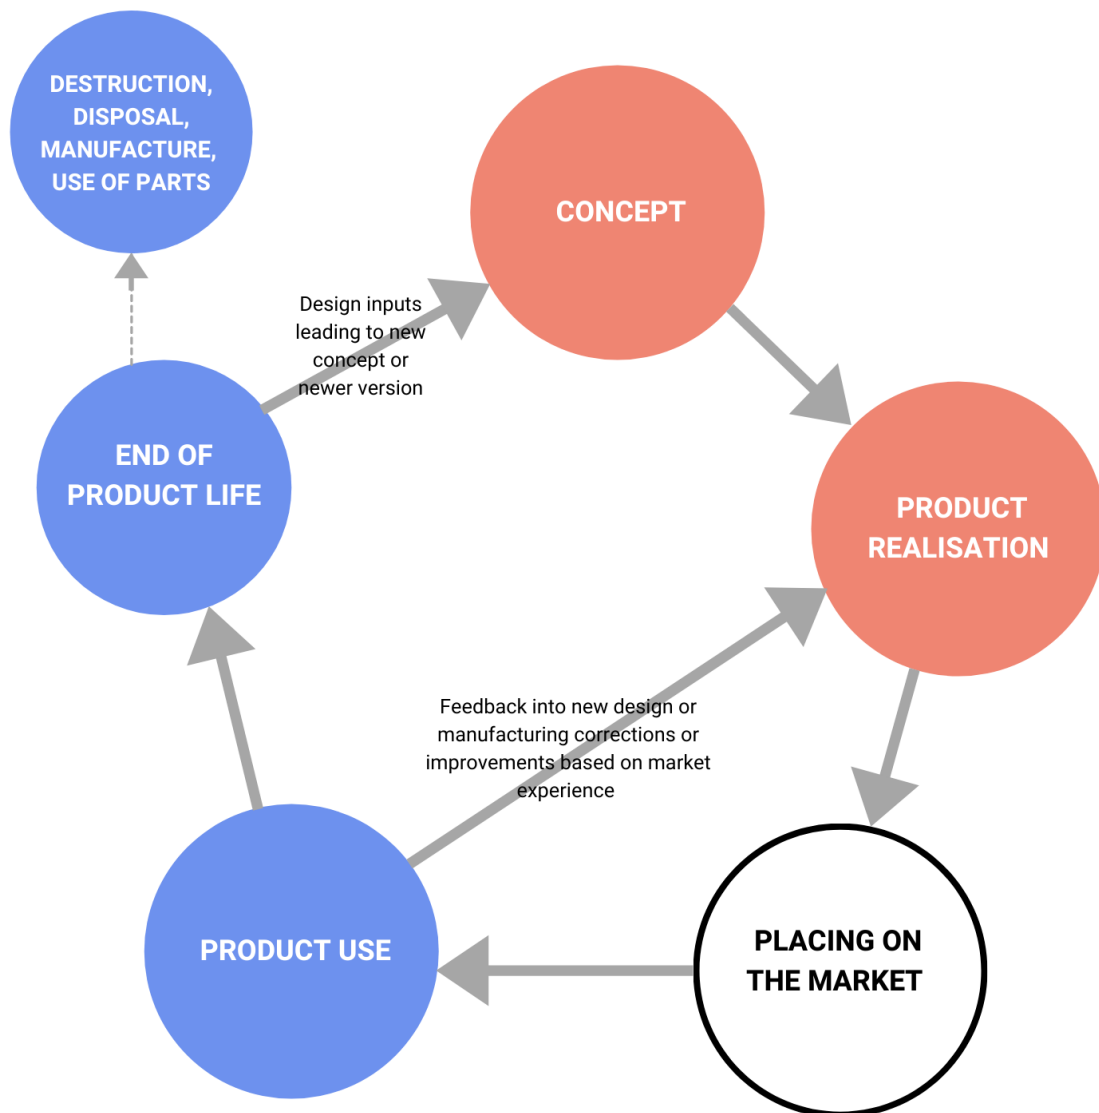 DESTRUCTION,
DISPOSAL,
MANUFACTURE,
USE OF PARTS
CONCEPT
Design inputs
leading to new
concept or
newer version
END OF
PRODUCT LIFE
PRODUCT
REALISATION
Feedback into new design or
manufacturing corrections or
improvements based on market
experience
PRODUCT USE
PLACING ON
THE MARKET